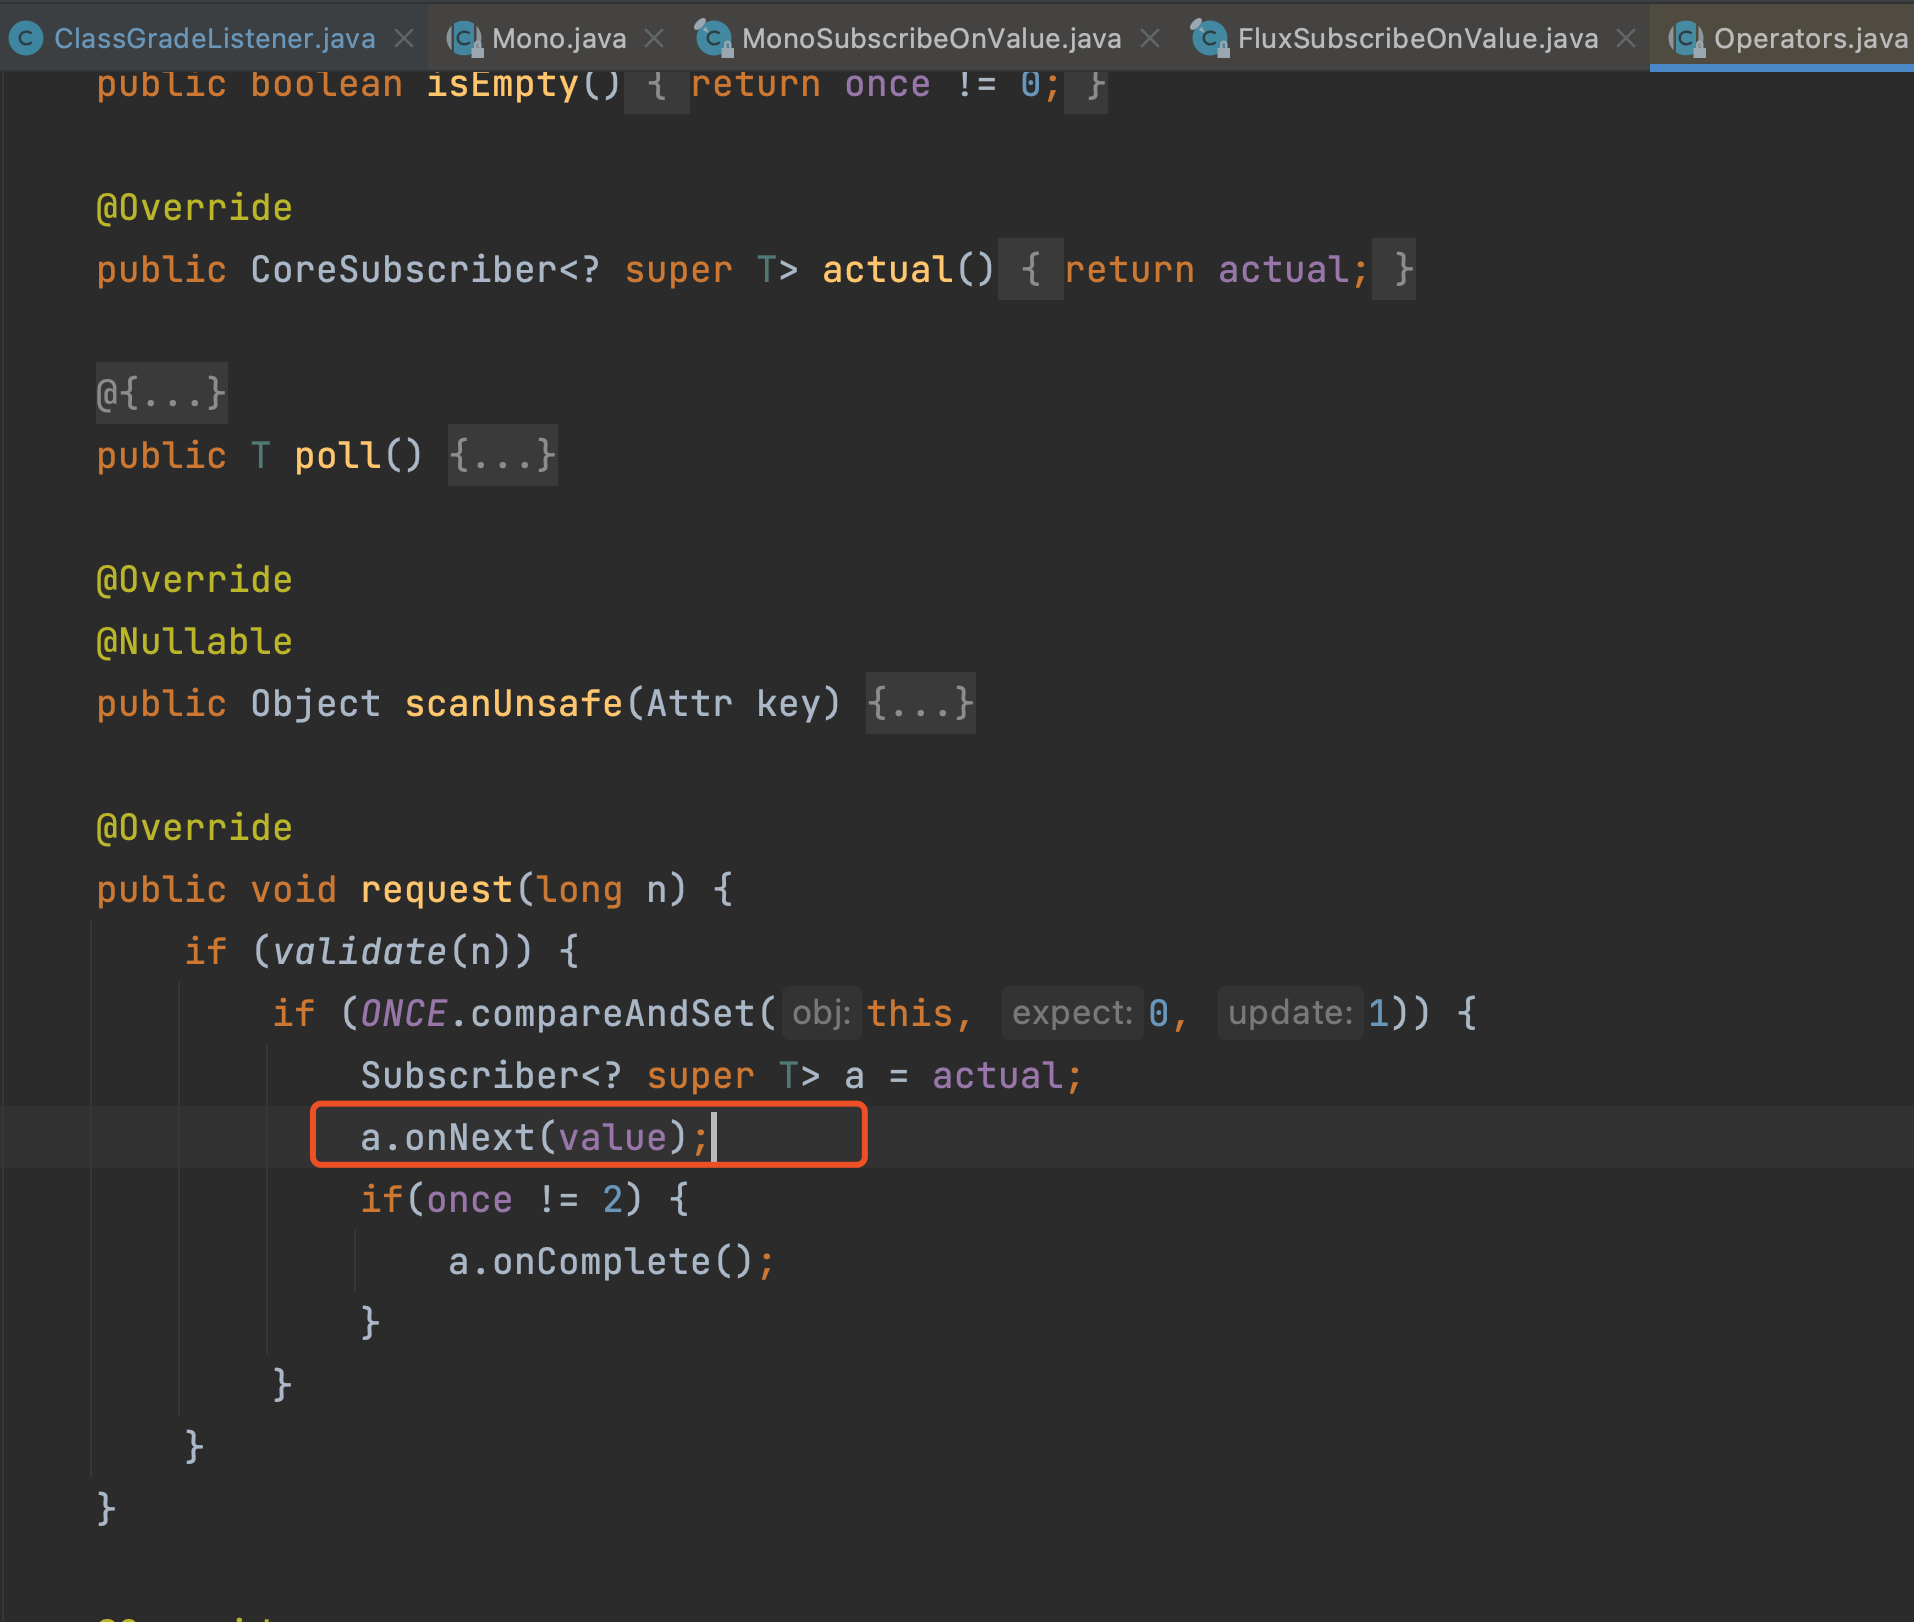 ClassGradeListener.java Mono.java MonoSubscribeOnValue.java FluxSubscribeOnValue.java Operators.java
public boolean isEmpty() { return once != 0; }
@Override
public CoreSubscriber<? super T> actual() { return actual; }
@{...}
public T poll() {...}
@Override
@Nullable
public Object scanUnsafe(Attr key) {...}
@Override
public void request(long n) {
if (validate(n)) {
if (ONCE.compareAndSet( obj: this, expect: 0, update: 1)) {
Subscriber<? super T> a = actual;
a.onNext(value);
if(once != 2) {
a.onComplete();
}
}
}
}